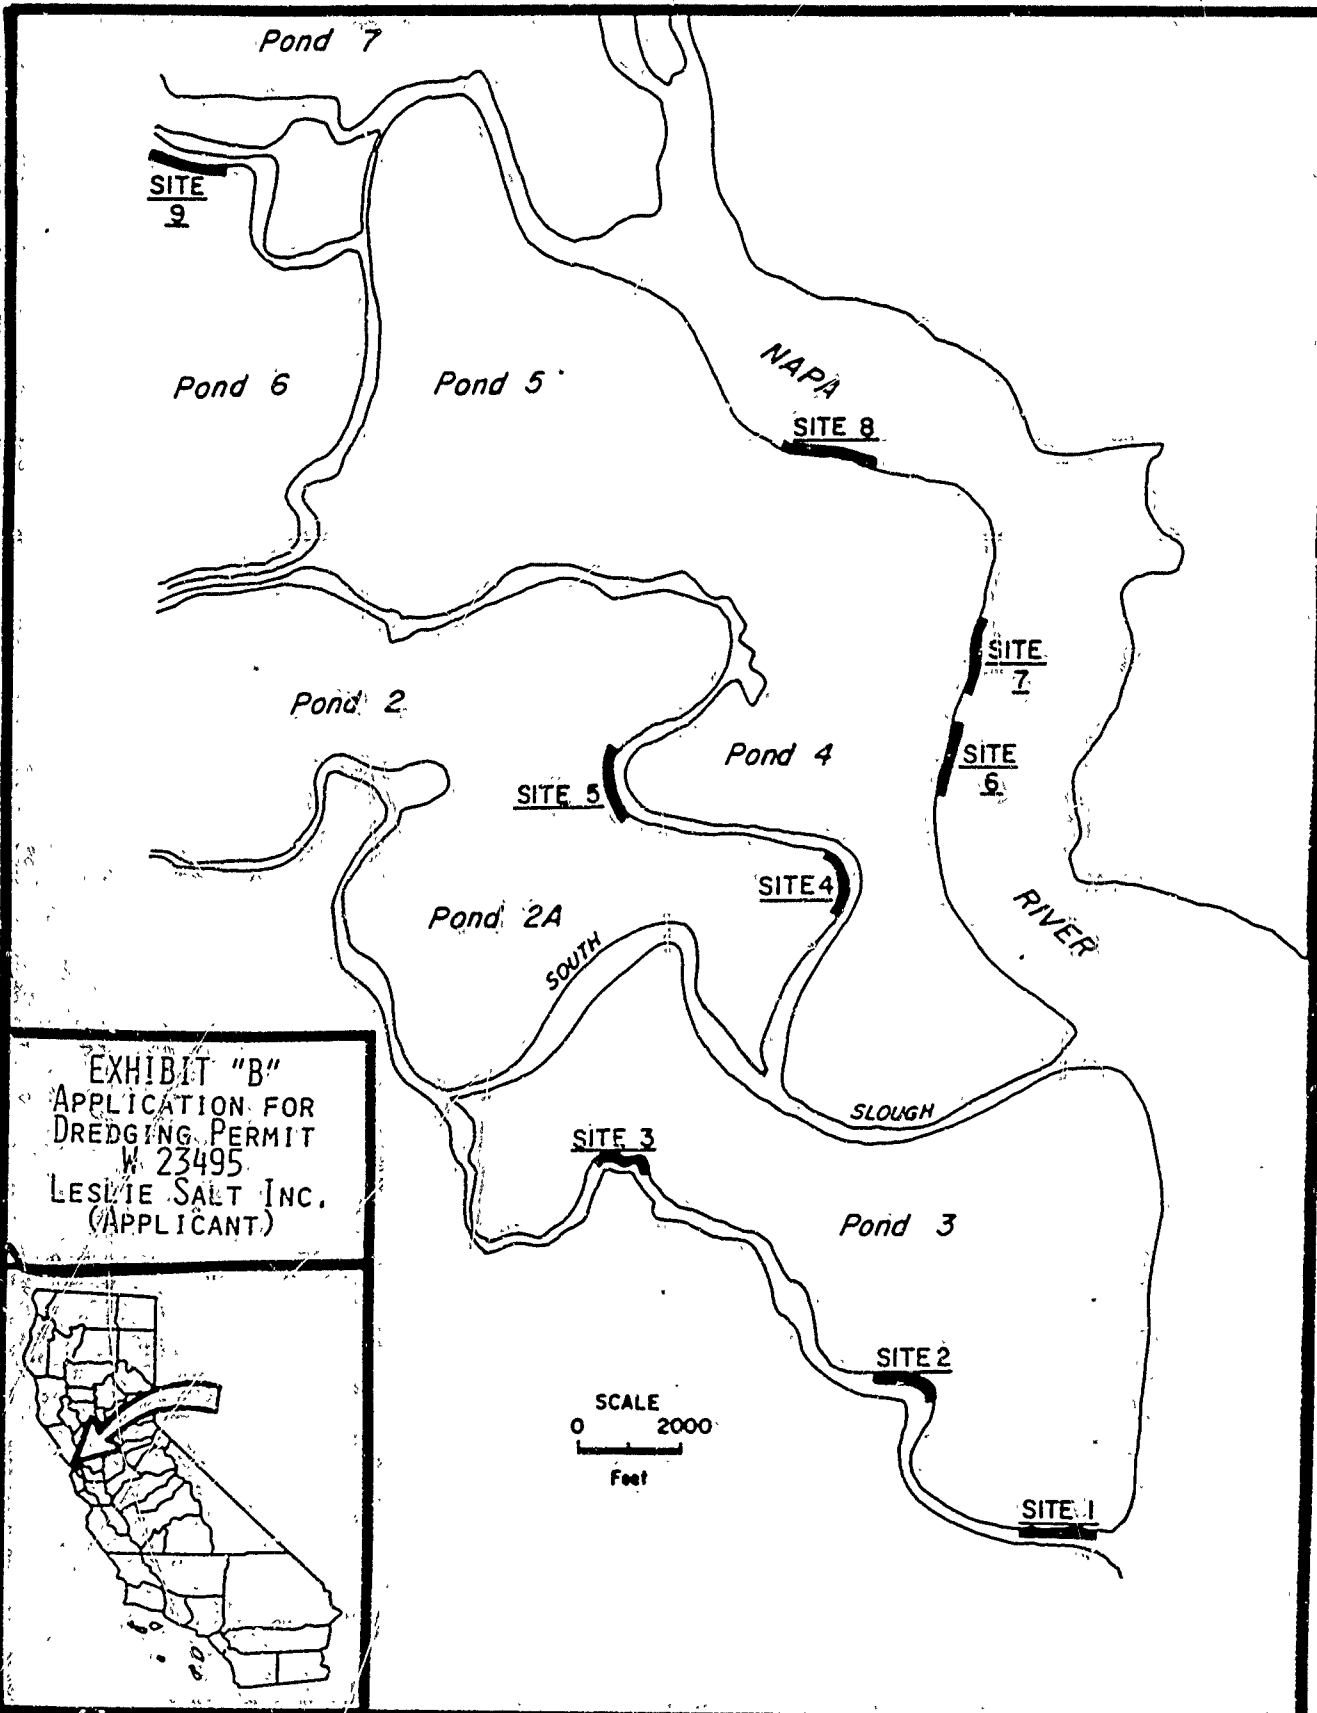 Pond 7
SITE
9
NAPA
Pond 6
Pond 5
SITE 8
SITE
7
Pond 2
SITE
6
Pond 4
SITE 5
SITE 4
Pond 2A
RIVER
SOUTH
SLOUGH
EXHIBIT "B"
APPLICATION FOR
DREDGING PERMIT
W 23495
LESLIE SALT INC.
(APPLICANT)
SITE 3
Pond 3
SITE 2
SCALE
0 2000
Feet
SITE 1